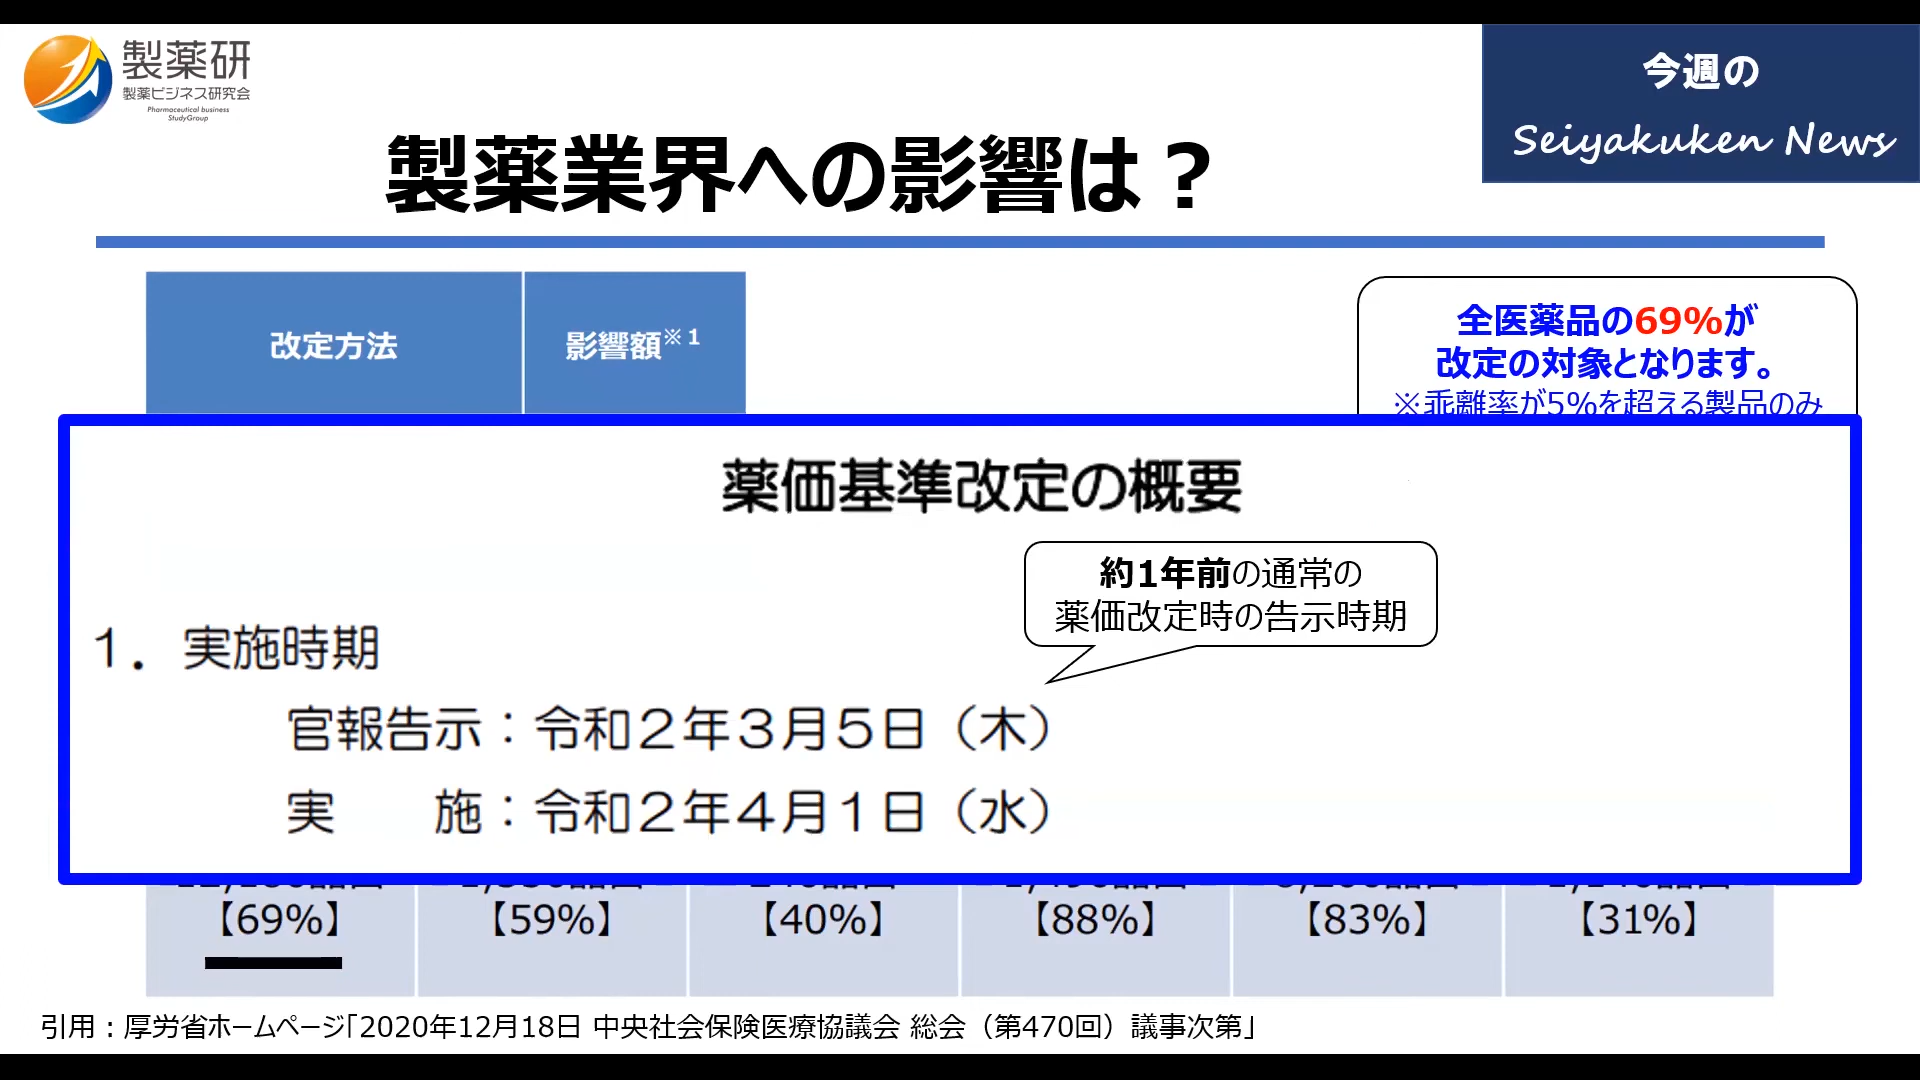 製薬研
製薬ビジネス研究会
Pharmaceutical business
StudyGroup
今週の
Seiyakuken News
製薬業界への影響は？
改定方法
影響額※1
全医薬品の69%が
改定の対象となります。
※乖離率が5%を超える製品のみ
薬価基準改定の概要
約1年前の通常の
薬価改定時の告示時期
１．実施時期
官報告示：令和２年３月５日（木）
実　　施：令和２年４月１日（水）
【69%】 【59%】 【40%】 【88%】 【83%】 【31%】
引用：厚労省ホームページ「2020年12月18日 中央社会保険医療協議会 総会（第470回）議事次第」